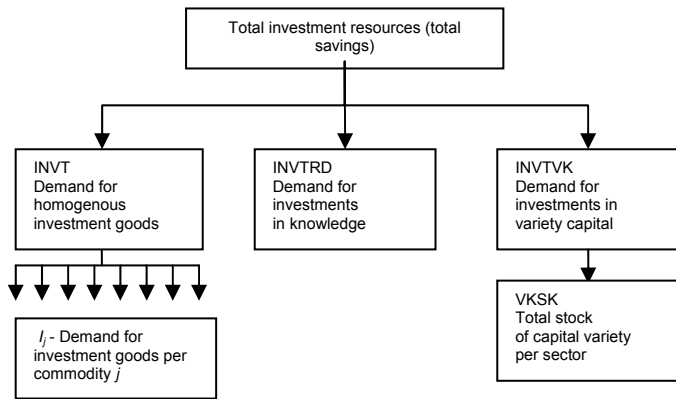 Total investment resources (total
savings)
INVT
Demand for
homogenous
investment goods
INVTRD
Demand for
investments
in knowledge
INVTVK
Demand for
investments in
variety capital
VKSK
Total stock
of capital variety
per sector
Ij - Demand for
investment goods per
commodity j